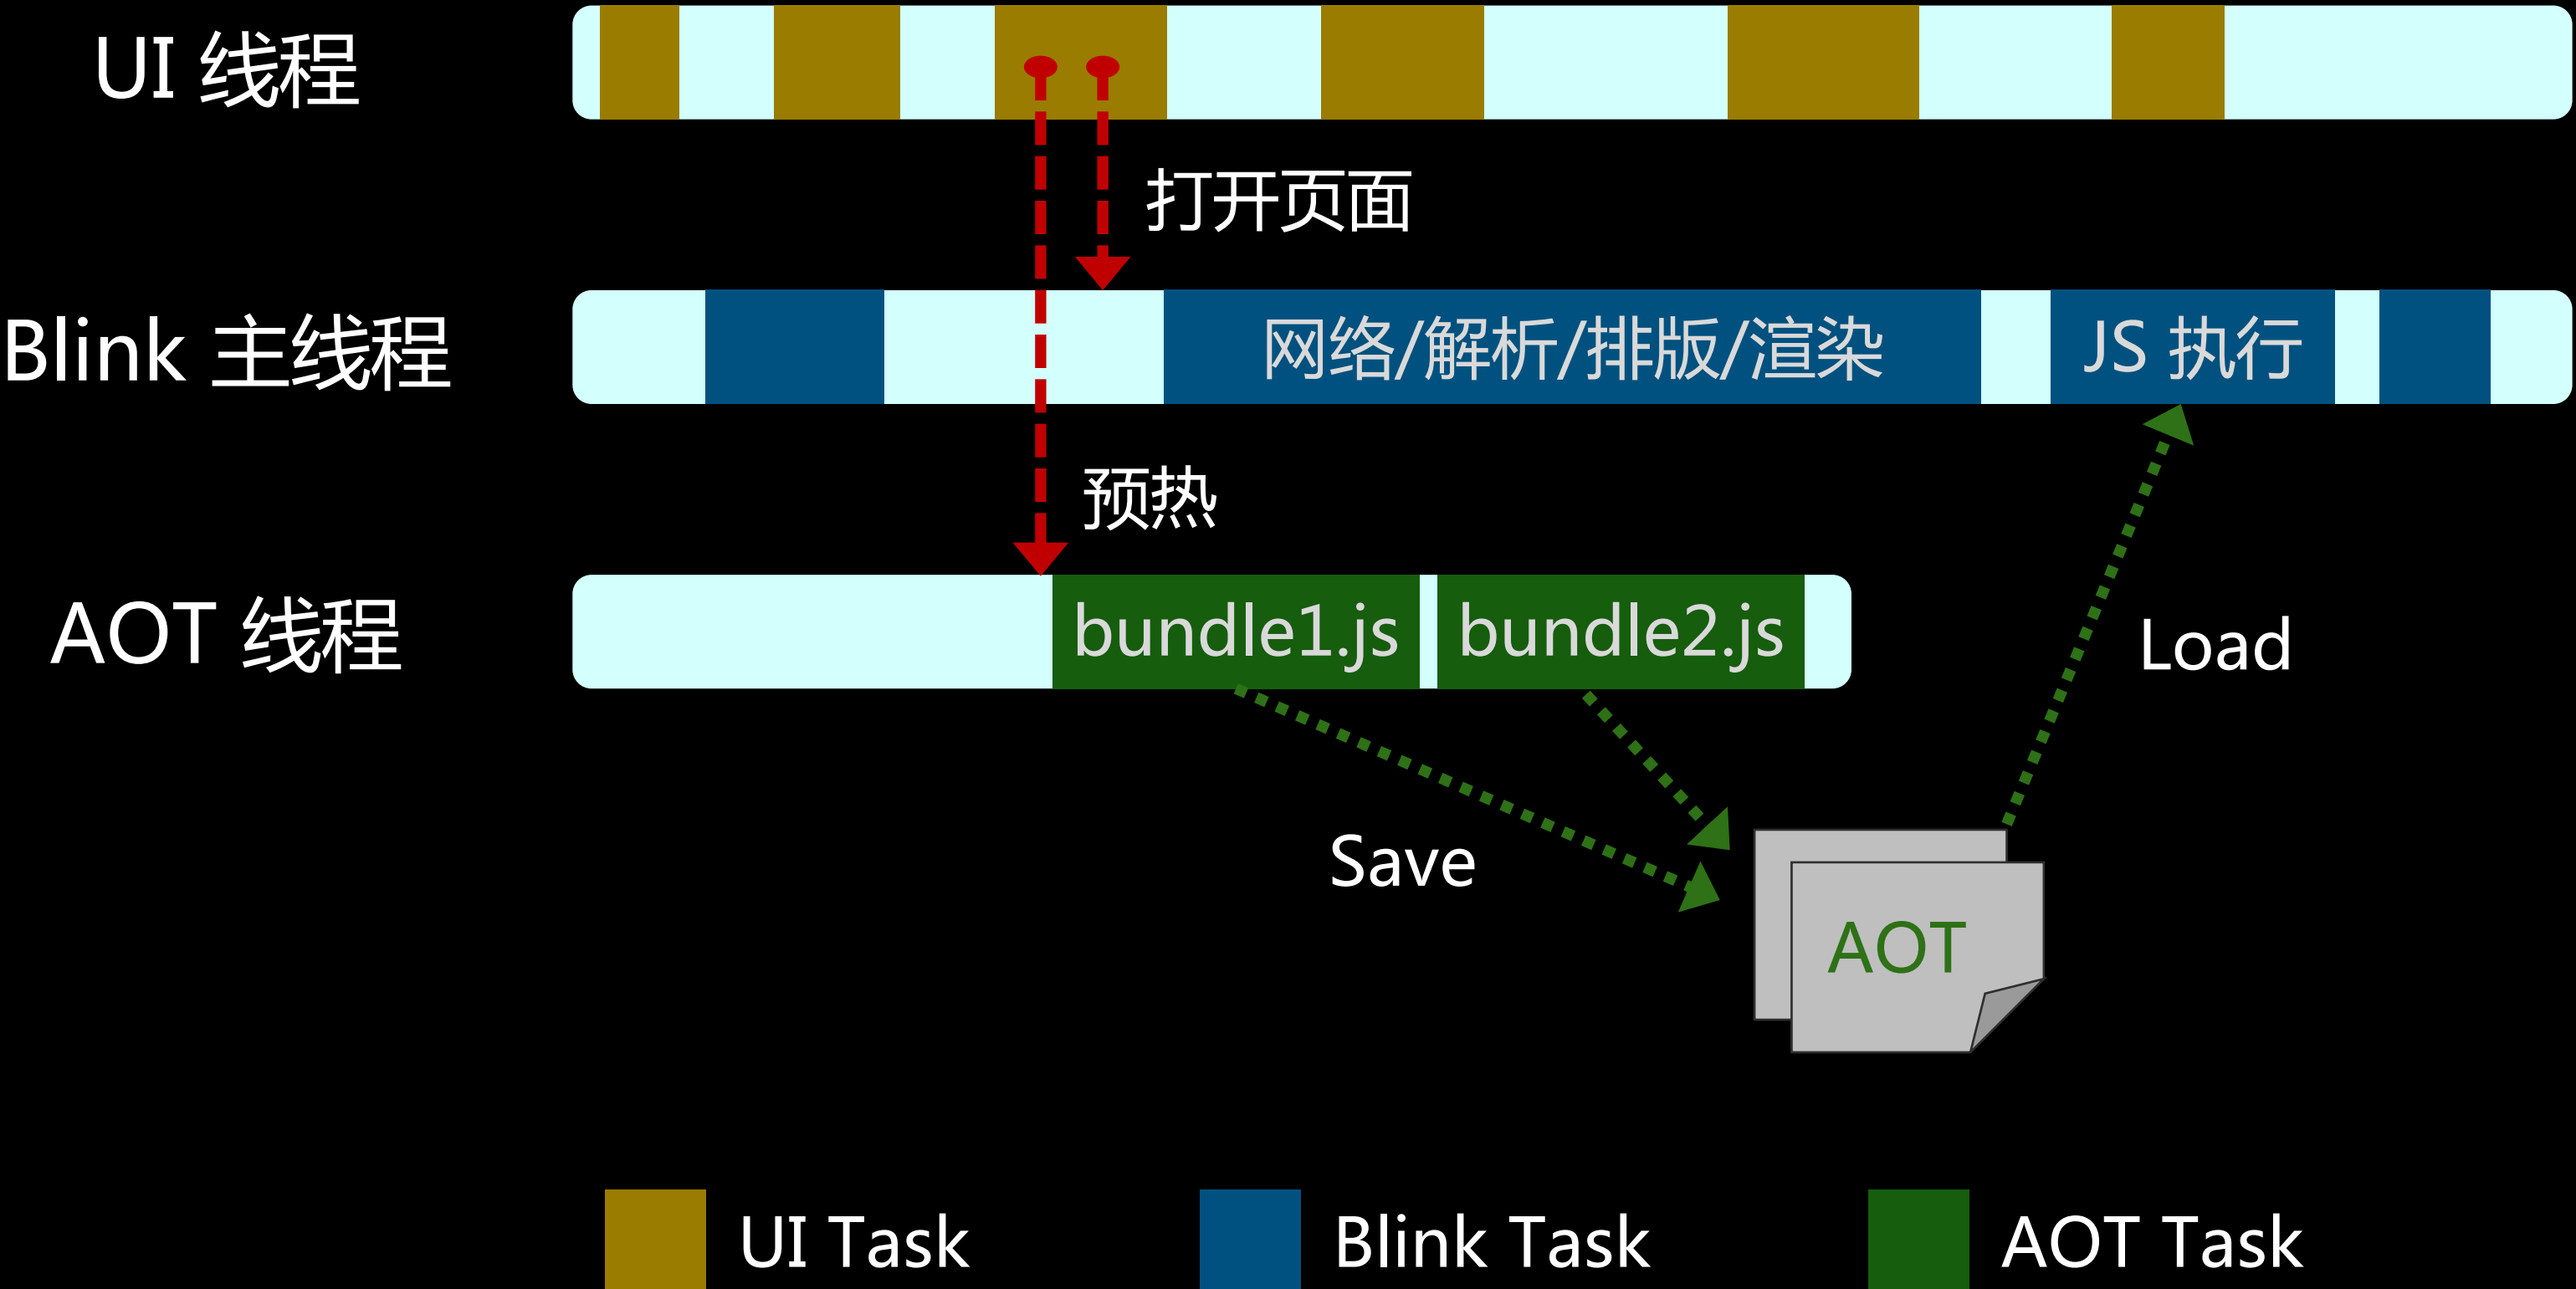 UI 线程
打开页面
Blink 主线程
网络/解析/排版/渲染
JS 执行
预热
AOT 线程
bundle1.js
bundle2.js
Load
Save
AOT
UI Task
Blink Task
AOT Task